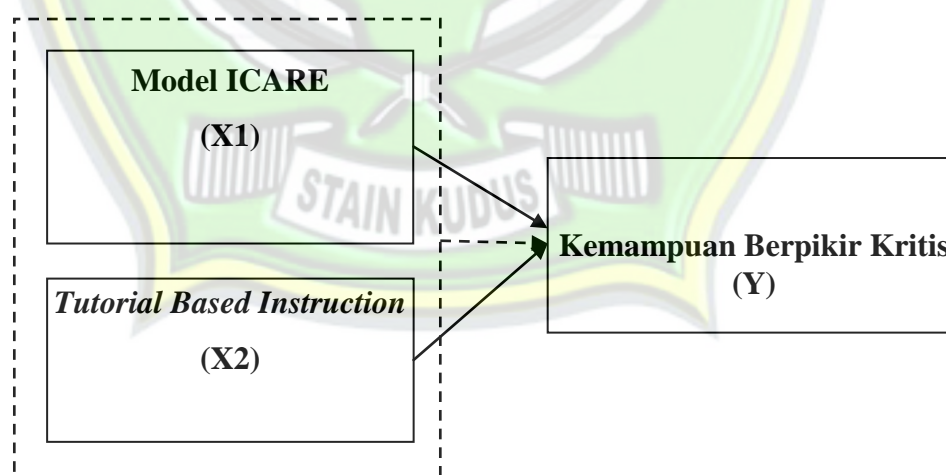 Model ICARE
(X1)
STAIN KUDUS
Tutorial Based Instruction
(X2)
Kemampuan Berpikir Kritis
(Y)